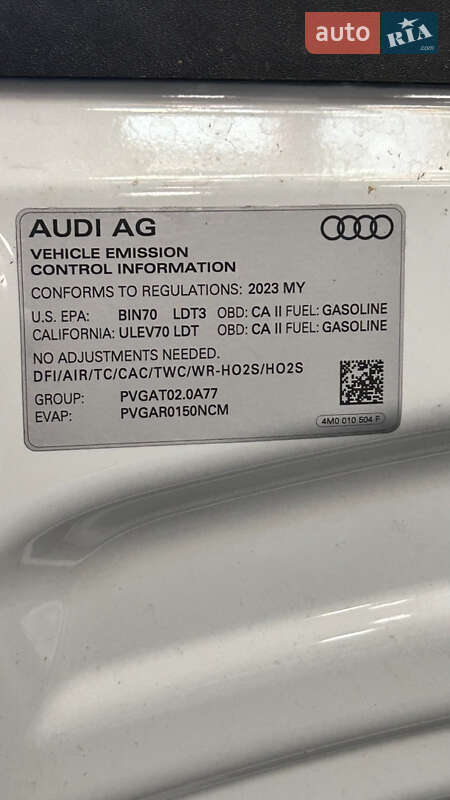 auto RIA
.com
AUDI AG
VEHICLE EMISSION
CONTROL INFORMATION
CONFORMS TO REGULATIONS: 2023 MY
U.S. EPA: BIN70 LDT3 OBD: CA II FUEL: GASOLINE
CALIFORNIA: ULEV70 LDT OBD: CA II FUEL: GASOLINE
NO ADJUSTMENTS NEEDED.
DFI/AIR/TC/CAC/TWC/WR-HO2S/HO2S
GROUP: PVGAT02.0A77
EVAP: PVGAR0150NCM
4M0 010 504 F